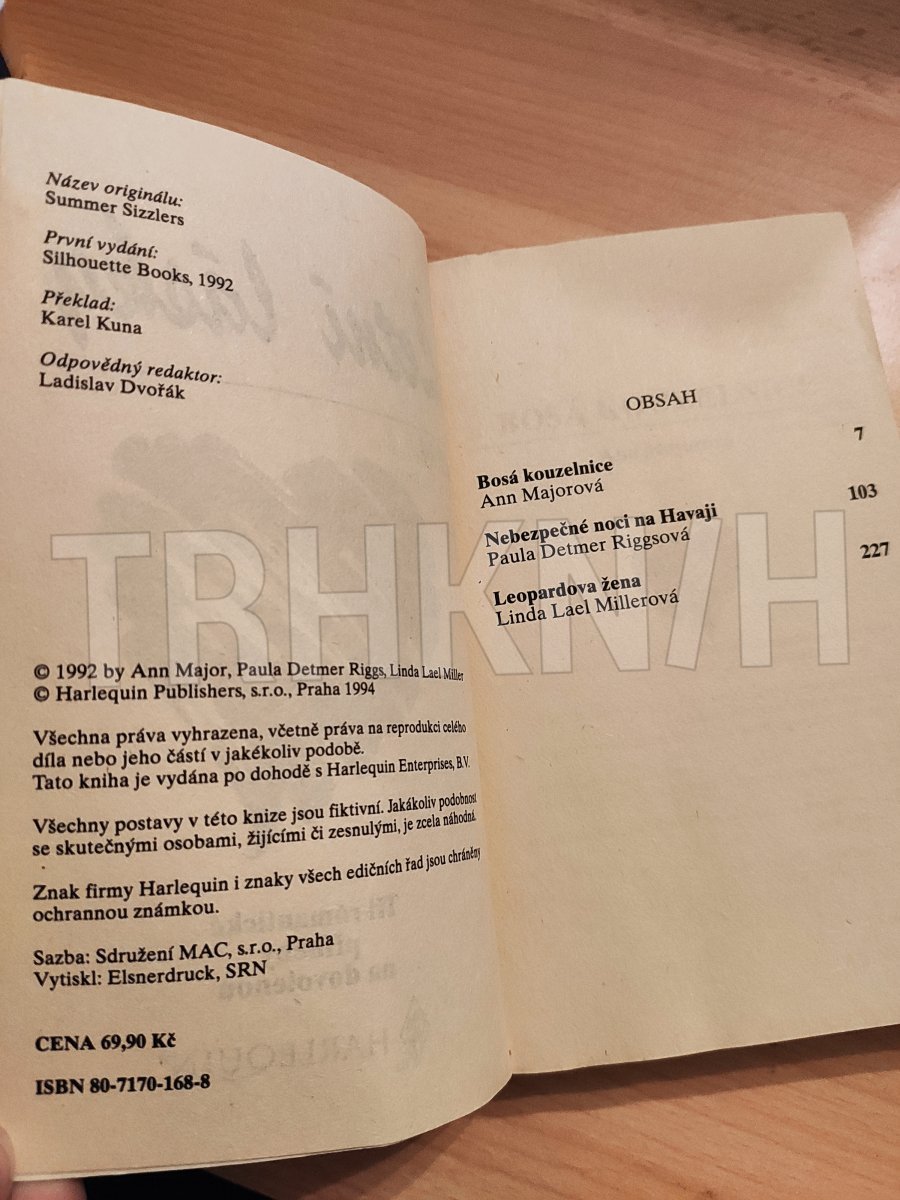 Název originálu:
Summer Sizzlers
První vydání:
Silhouette Books, 1992
Překlad:
Karel Kuna
Odpovědný redaktor:
Ladislav Dvořák
© 1992 by Ann Major, Paula Detmer Riggs, Linda Lael Miller
© Harlequin Publishers, s.r.o., Praha 1994
Všechna práva vyhrazena, včetně práva na reprodukci celého
díla nebo jeho částí v jakékoliv podobě.
Tato kniha je vydána po dohodě s Harlequin Enterprises, B.V.
Všechny postavy v této knize jsou fiktivní. Jakákoliv podobnost
se skutečnými osobami, žijícími či zesnulými, je zcela náhodná.
Znak firmy Harlequin i znaky všech edičních řad jsou chráněny
ochrannou známkou.
Sazba: Sdružení MAC, s.r.o., Praha
Vytiskl: Elsnerdruck, SRN
CENA 69,90 Kč
ISBN 80-7170-168-8
OBSAH
Bosá kouzelnice 7
Ann Majorová
Nebezpečné noci na Havaji 103
Paula Detmer Riggsová
Leopardova žena 227
Linda Lael Millerová
TRHKN/H